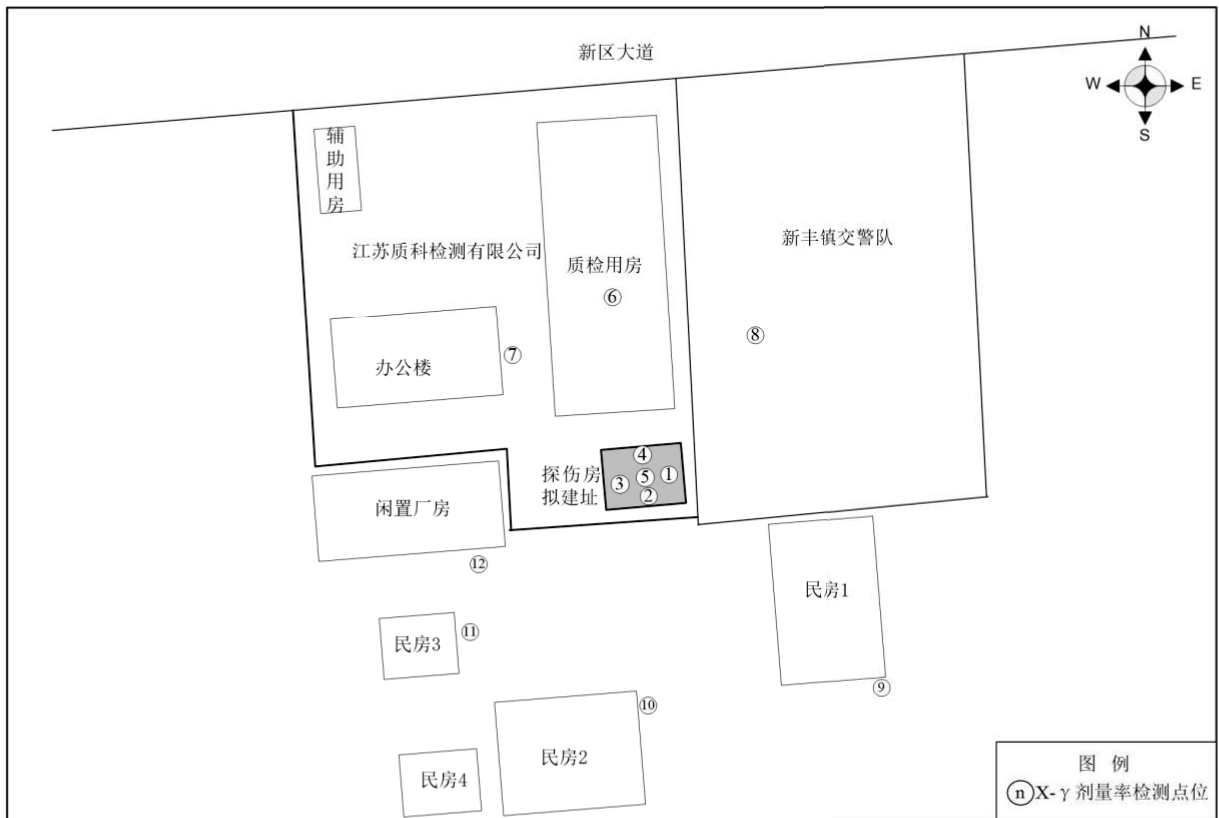 新区大道
N
W
E
S
辅
助
用
房
江苏质科检测有限公司
质检用房
⑥
新丰镇交警队
⑧
办公楼
⑦
探伤房
拟建址
④
③
⑤
①
②
闲置厂房
⑫
民房1
⑨
民房3
⑪
民房2
⑩
民房4
图 例
ⓝX-γ剂量率检测点位